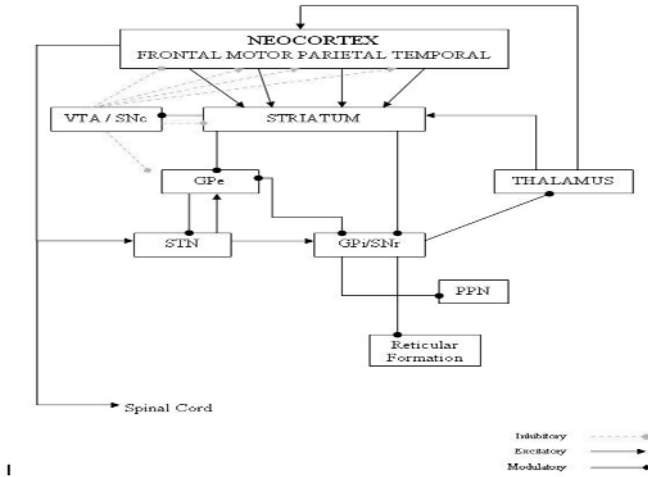 NEOCORTEX
FRONTAL MOTOR PARIETAL TEMPORAL
VTA / SNc
STRIATUM
GPe
THALAMUS
STN
GPi/SNr
PPN
Reticular
Formation
Spinal Cord
Inhibitory
Excitatory
Modulatory
I